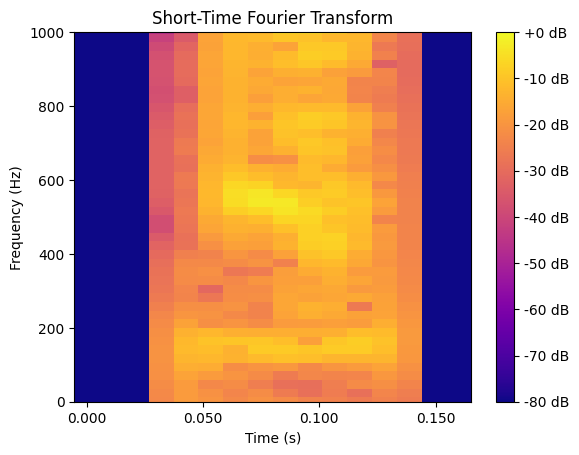 Short-Time Fourier Transform
1000
800
600
400
200
0
Frequency (Hz)
0.000
0.050
0.100
0.150
Time (s)
+0 dB
-10 dB
-20 dB
-30 dB
-40 dB
-50 dB
-60 dB
-70 dB
-80 dB